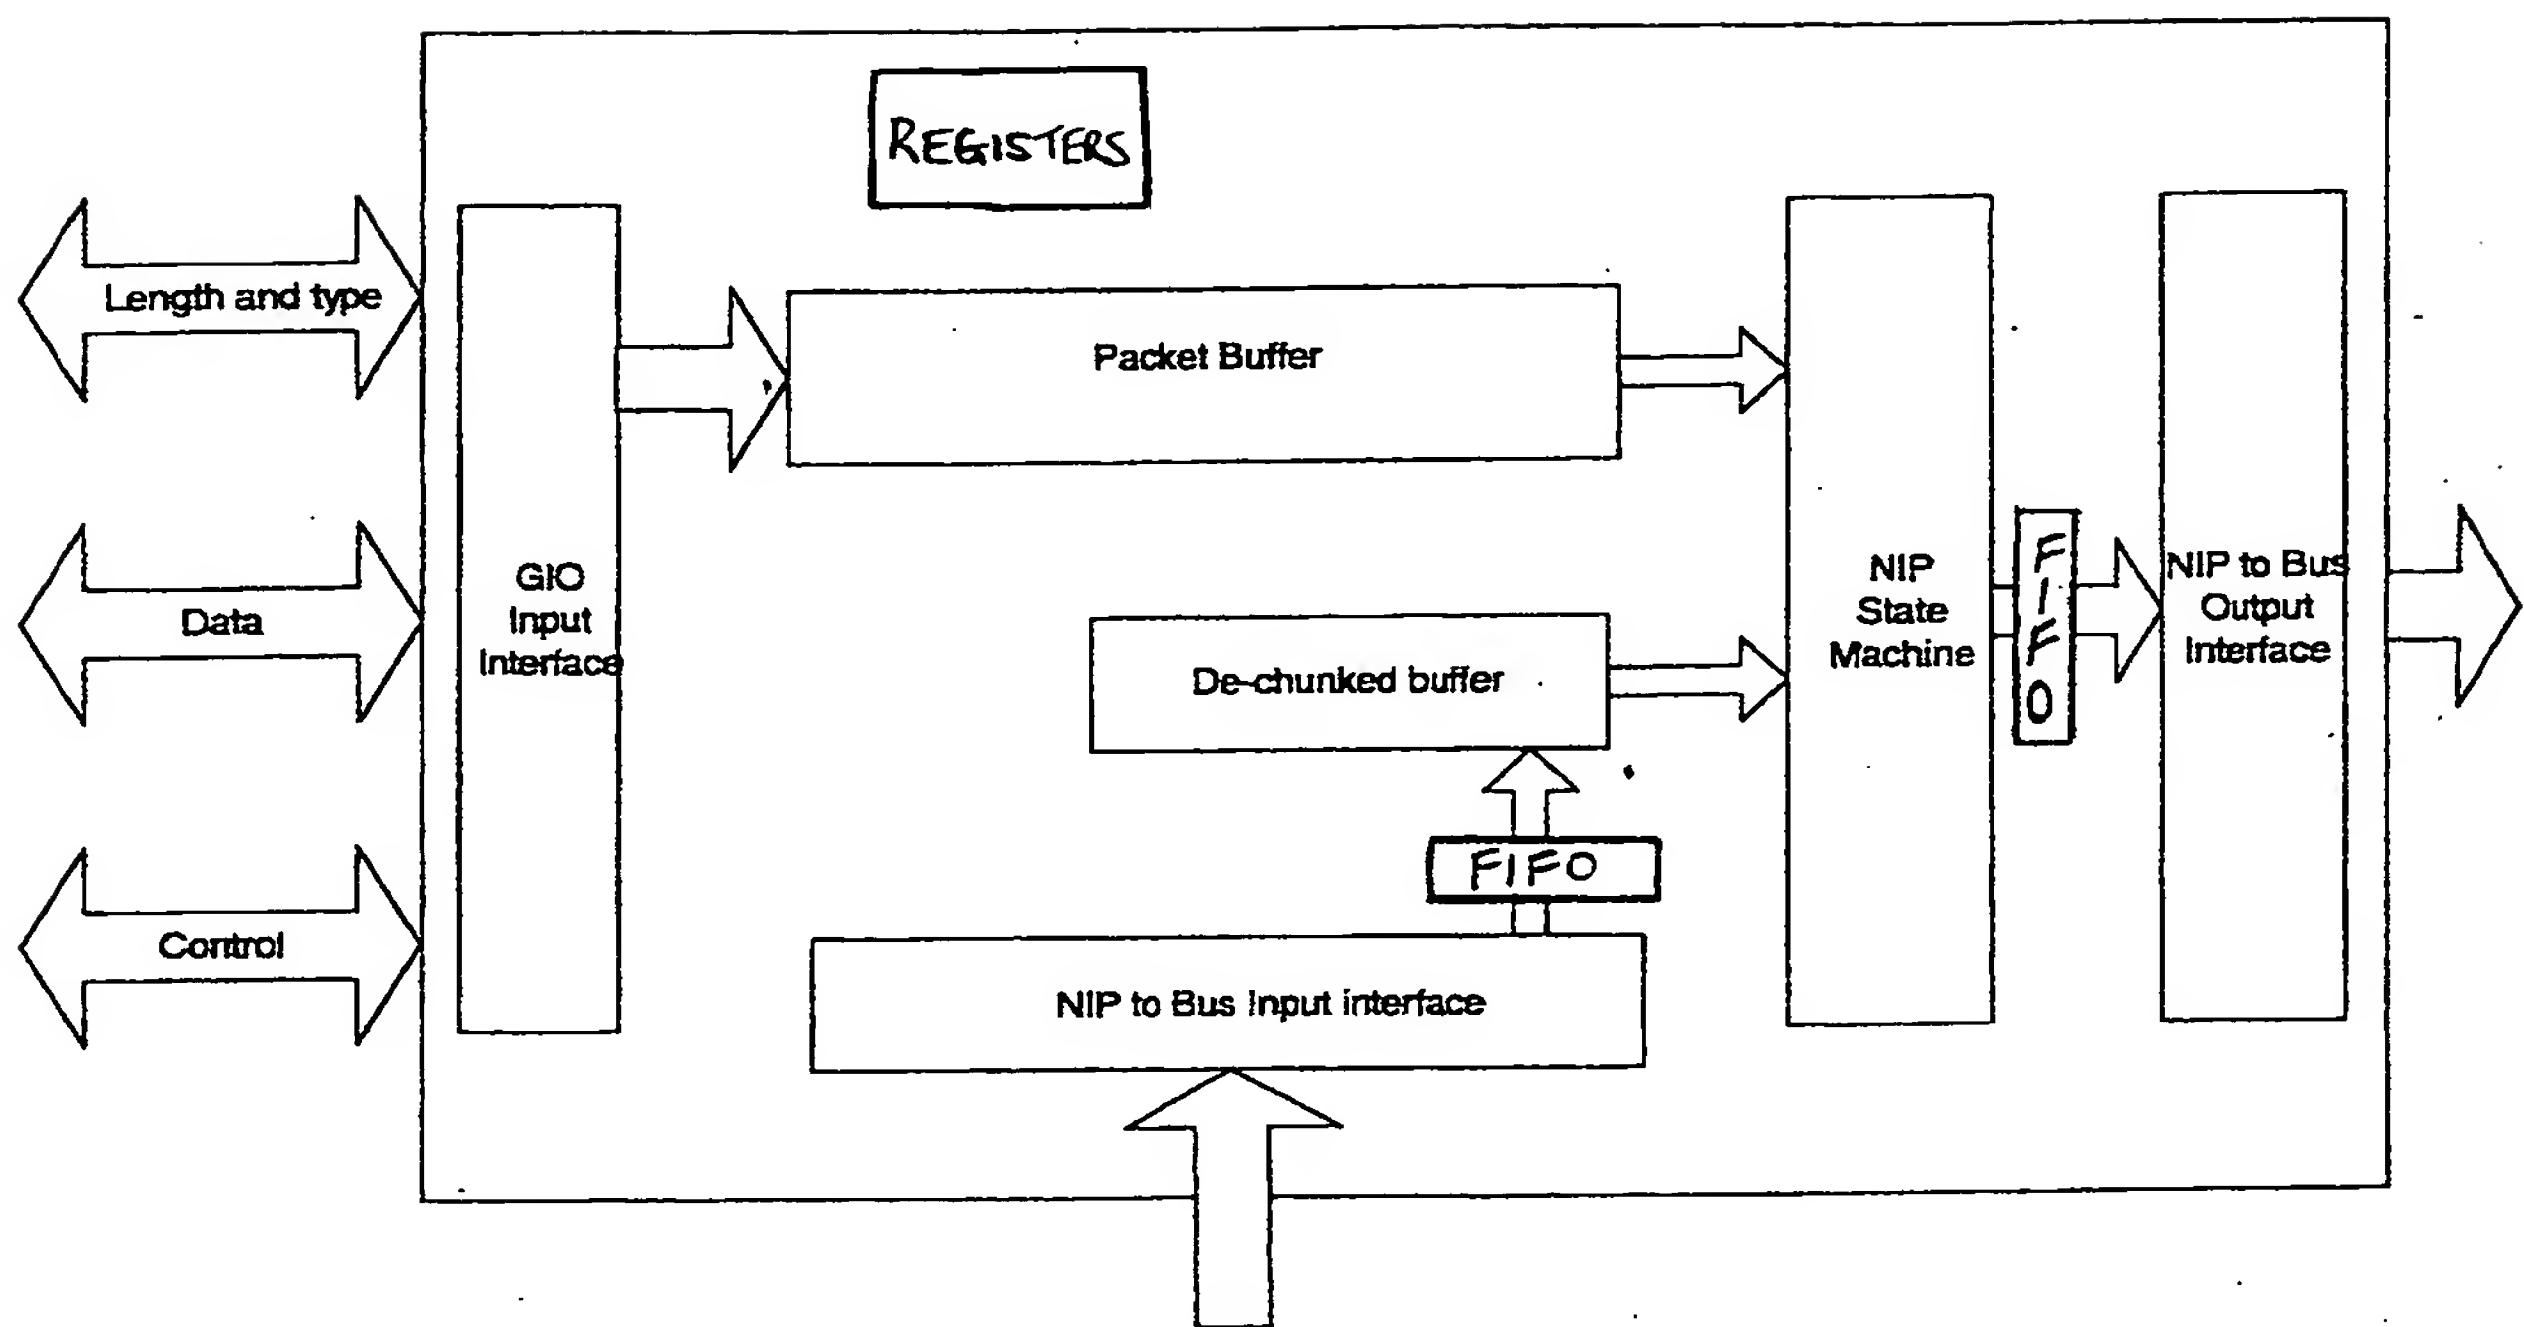 REGISTERS
Length and type
Packet Buffer
GIO
Input
Interface
Data
De-chunked buffer
NIP
State
Machine
FIFO
NIP to Bus
Output
Interface
FIFO
Control
NIP to Bus Input interface